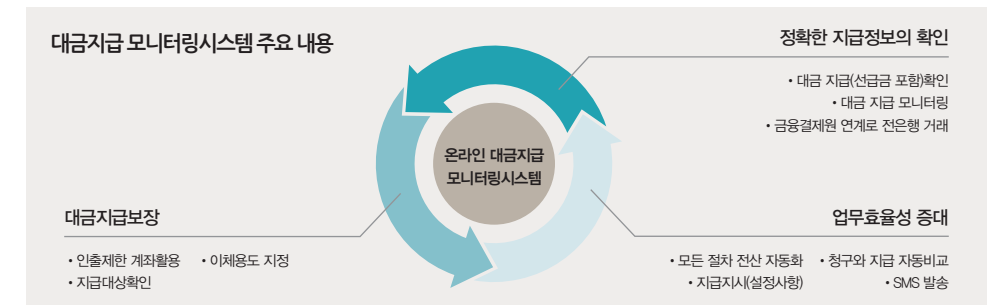 대금지급 모니터링시스템 주요 내용
정확한 지급정보의 확인
• 대금 지급(선급금 포함)확인
• 대금 지급 모니터링
• 금융결제원 연계로 전은행 거래
온라인 대금지급
모니터링시스템
대금지급보장
• 인출제한 계좌활용 • 이체용도 지정
• 지급대상확인
업무효율성 증대
• 모든 절차 전산 자동화 • 청구와 지급 자동비교
• 지급지시(설정사항) • SMS 발송